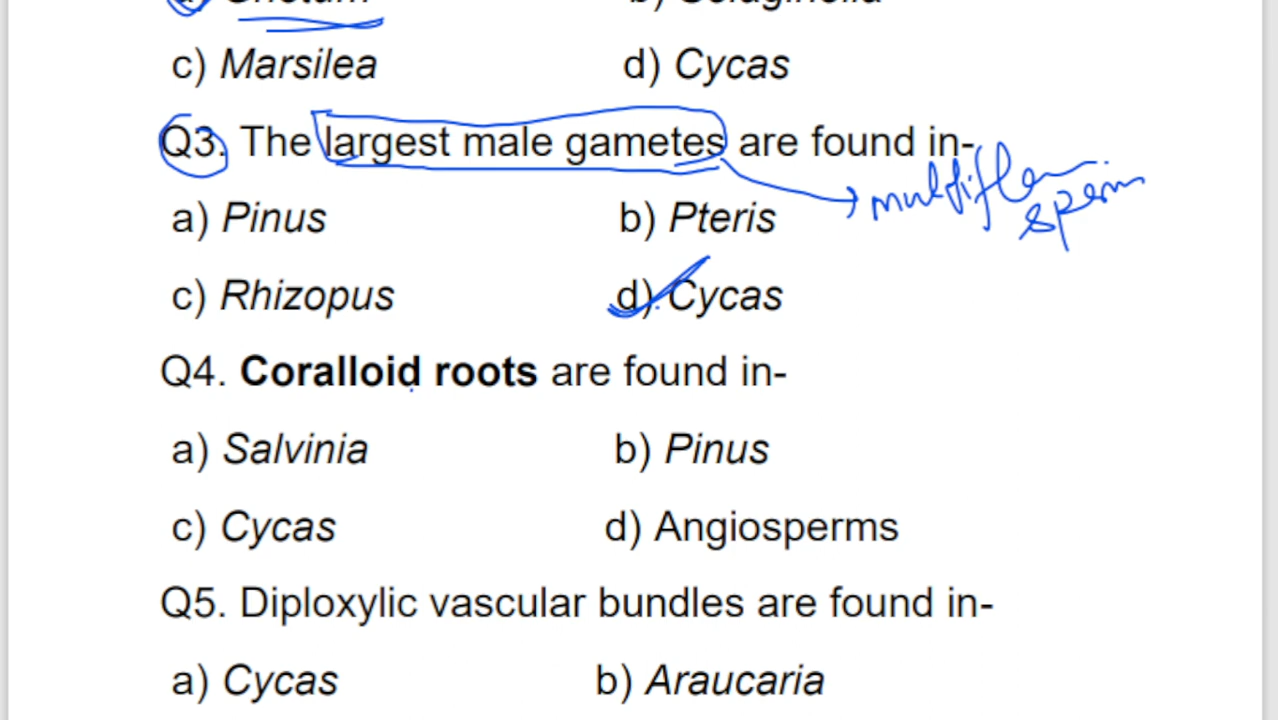 c) Marsilea d) Cycas
Q3. The largest male gametes are found in-
a) Pinus b) Pteris
sperm
c) Rhizopus d) Cycas
Q4. Coralloid roots are found in-
a) Salvinia b) Pinus
c) Cycas d) Angiosperms
Q5. Diploxylic vascular bundles are found in-
a) Cycas b) Araucaria